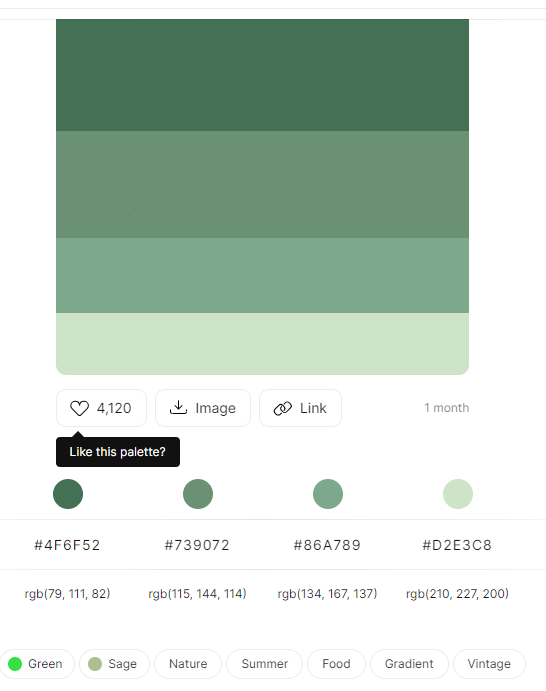 4,120 Image Link 1 month
Like this palette?
#4F6F52 #739072 #86A789 #D2E3C8
rgb(79, 111, 82) rgb(115, 144, 114) rgb(134, 167, 137) rgb(210, 227, 200)
Green Sage Nature Summer Food Gradient Vintage